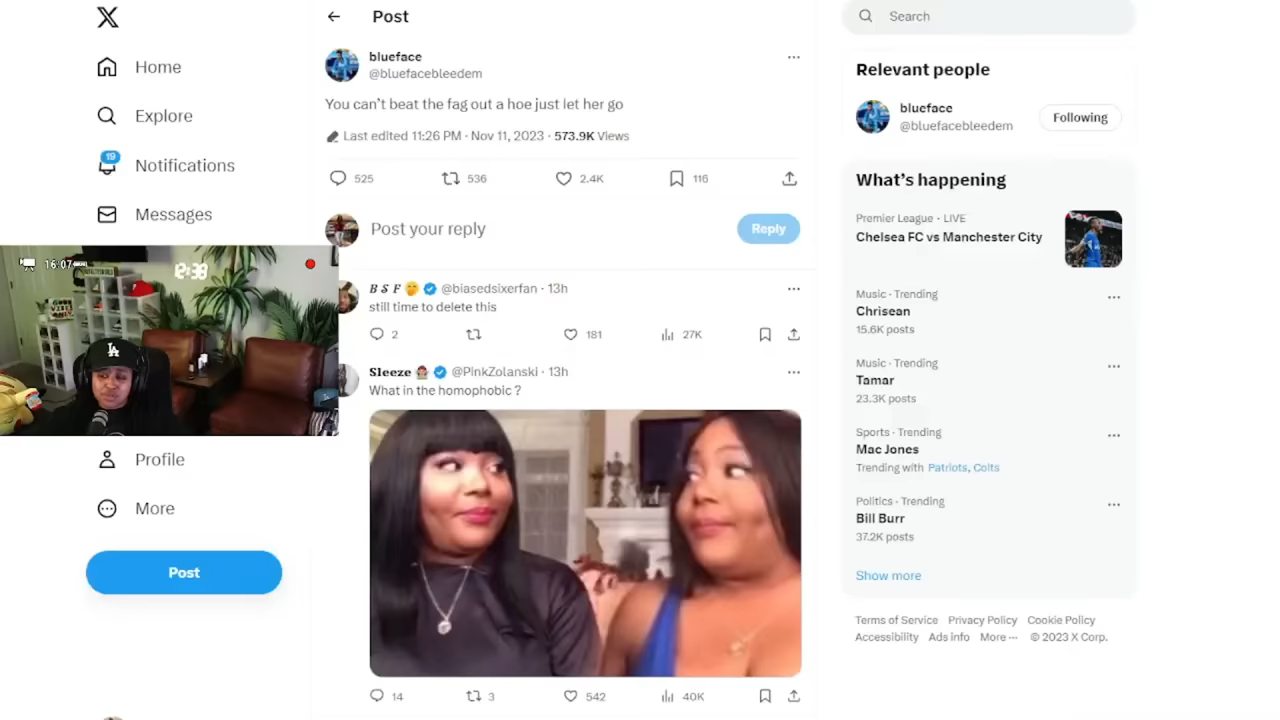 Home
Explore
19
Notifications
Messages
Profile
More
Post
16:07
12:38
LA
Post
blueface
@bluefacebleedem
You can't beat the fag out a hoe just let her go
Last edited 11:26 PM · Nov 11, 2023 · 573.9K Views
525
536
2.4K
116
Post your reply
Reply
B S F @biasedsixerfan · 13h
still time to delete this
2
181
27K
Sleeze @PinkZolanski · 13h
What in the homophobic ?
14
3
542
40K
Search
Relevant people
blueface
@bluefacebleedem
Following
What's happening
Premier League · LIVE
Chelsea FC vs Manchester City
Music · Trending
Chrisean
15.6K posts
Music · Trending
Tamar
23.3K posts
Sports · Trending
Mac Jones
Trending with Patriots, Colts
Politics · Trending
Bill Burr
37.2K posts
Show more
Terms of Service Privacy Policy Cookie Policy
Accessibility Ads info More ··· © 2023 X Corp.